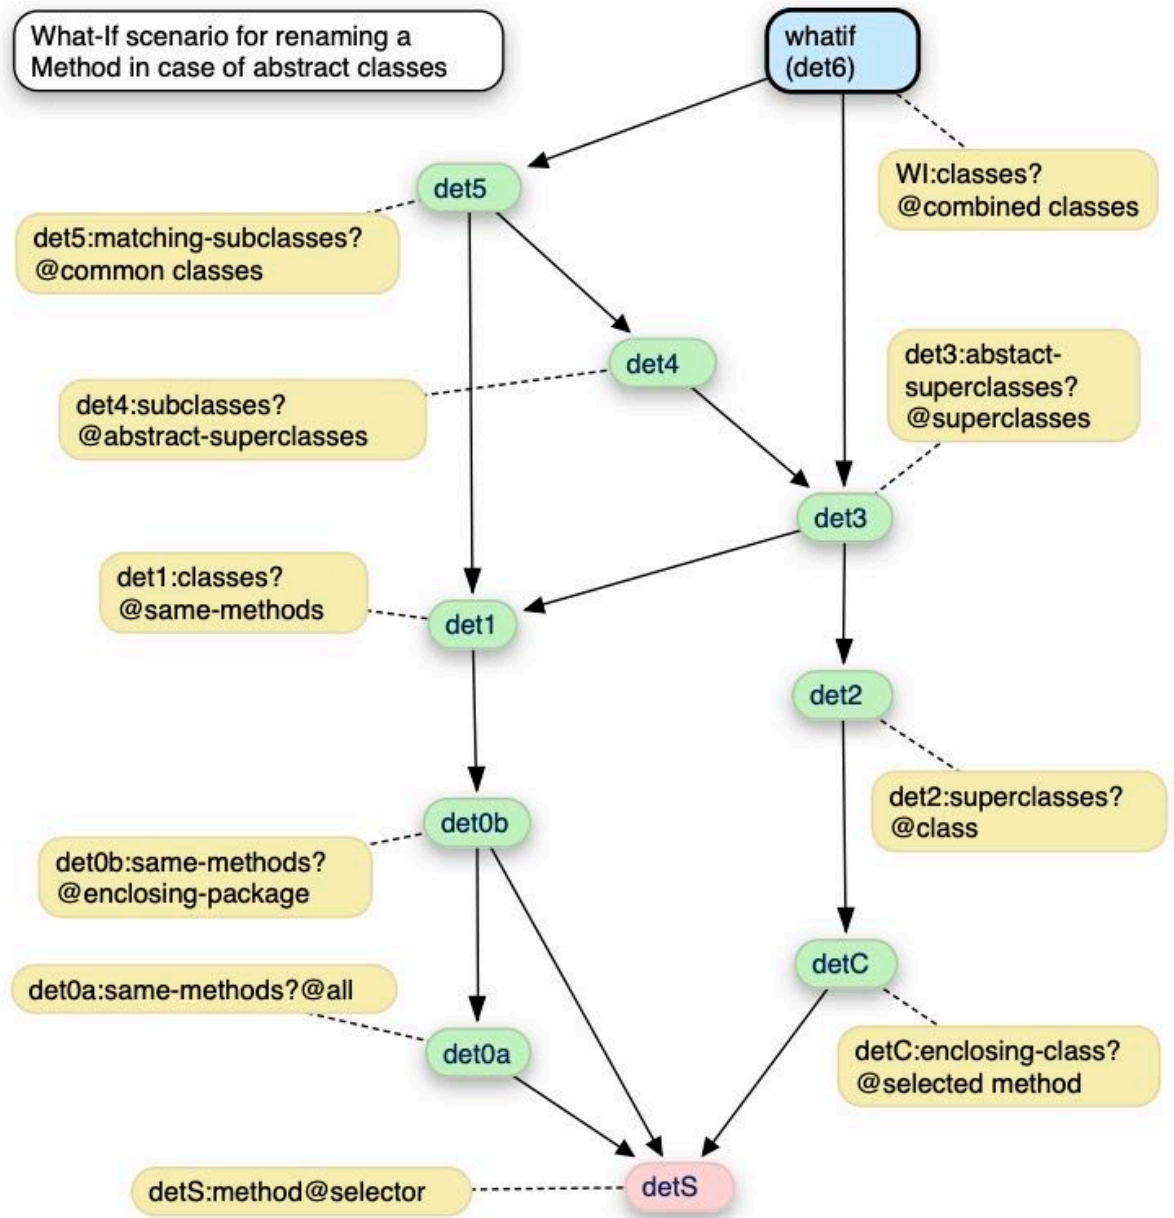 What-If scenario for renaming a
Method in case of abstract classes
whatif
(det6)
WI:classes?
@combined classes
det5
det5:matching-subclasses?
@common classes
det4
det4:subclasses?
@abstract-superclasses
det3:abstact-
superclasses?
@superclasses
det3
det1:classes?
@same-methods
det1
det2
det2:superclasses?
@class
det0b
det0b:same-methods?
@enclosing-package
detC
det0a:same-methods?@all
det0a
detC:enclosing-class?
@selected method
detS:method@selector
detS